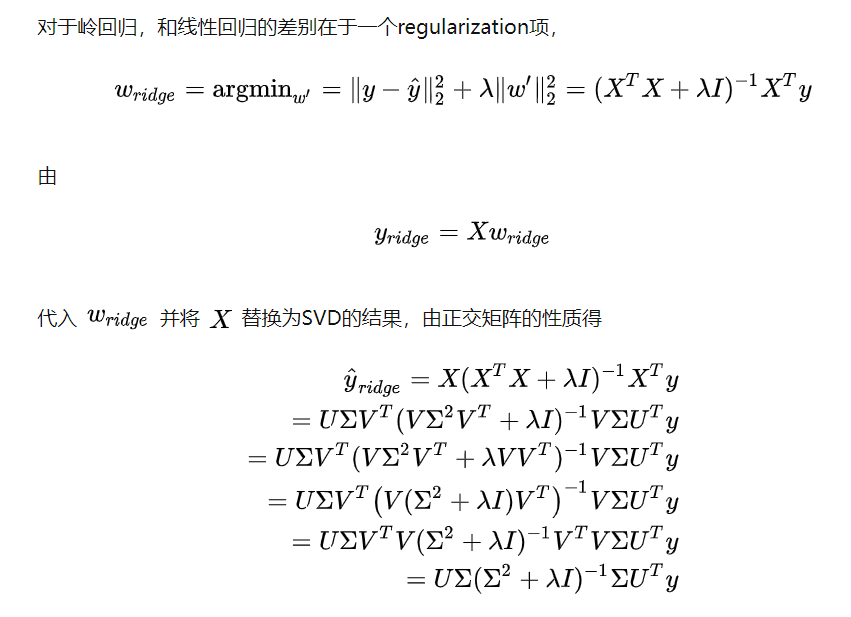 对于岭回归，和线性回归的差别在于一个regularization项，
$w_{ridge} = \operatorname{argmin}_{w'} = \|y - \hat{y}\|_2^2 + \lambda\|w'\|_2^2 = (X^T X + \lambda I)^{-1} X^T y$
由
$y_{ridge} = X w_{ridge}$
代入 $w_{ridge}$ 并将 $X$ 替换为SVD的结果，由正交矩阵的性质得
$\hat{y}_{ridge} = X(X^T X + \lambda I)^{-1} X^T y$
$= U\Sigma V^T (V\Sigma^2 V^T + \lambda I)^{-1} V\Sigma U^T y$
$= U\Sigma V^T (V\Sigma^2 V^T + \lambda V V^T)^{-1} V\Sigma U^T y$
$= U\Sigma V^T \left(V(\Sigma^2 + \lambda I)V^T\right)^{-1} V\Sigma U^T y$
$= U\Sigma V^T V(\Sigma^2 + \lambda I)^{-1} V^T V\Sigma U^T y$
$= U\Sigma(\Sigma^2 + \lambda I)^{-1} \Sigma U^T y$